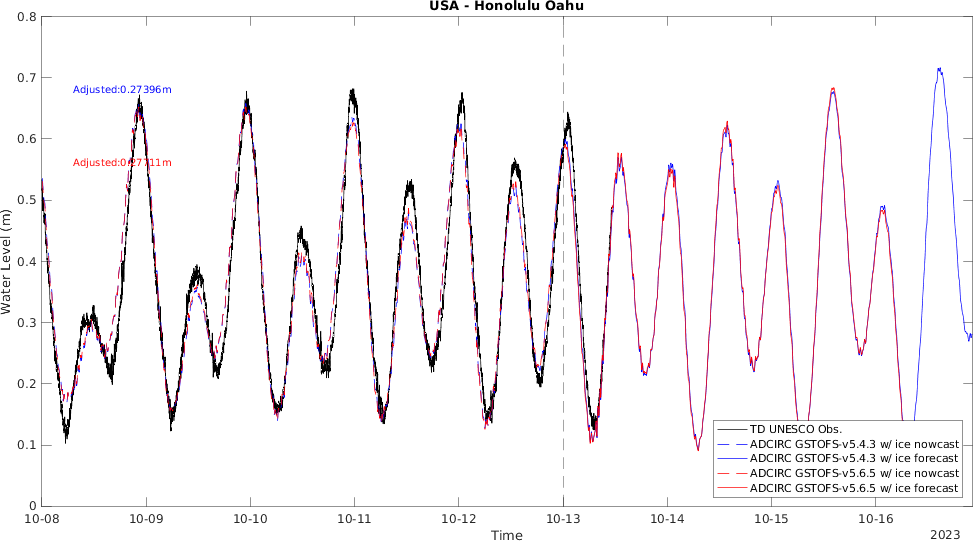 USA - Honolulu Oahu
0.8
0.7
0.6
0.5
0.4
0.3
0.2
0.1
0
Water Level (m)
Adjusted:0.27396m
Adjusted:0.27711m
TD UNESCO Obs.
ADCIRC GSTOFS-v5.4.3 w/ ice nowcast
ADCIRC GSTOFS-v5.4.3 w/ ice forecast
ADCIRC GSTOFS-v5.6.5 w/ ice nowcast
ADCIRC GSTOFS-v5.6.5 w/ ice forecast
10-08 10-09 10-10 10-11 10-12 10-13 10-14 10-15 10-16
Time
2023